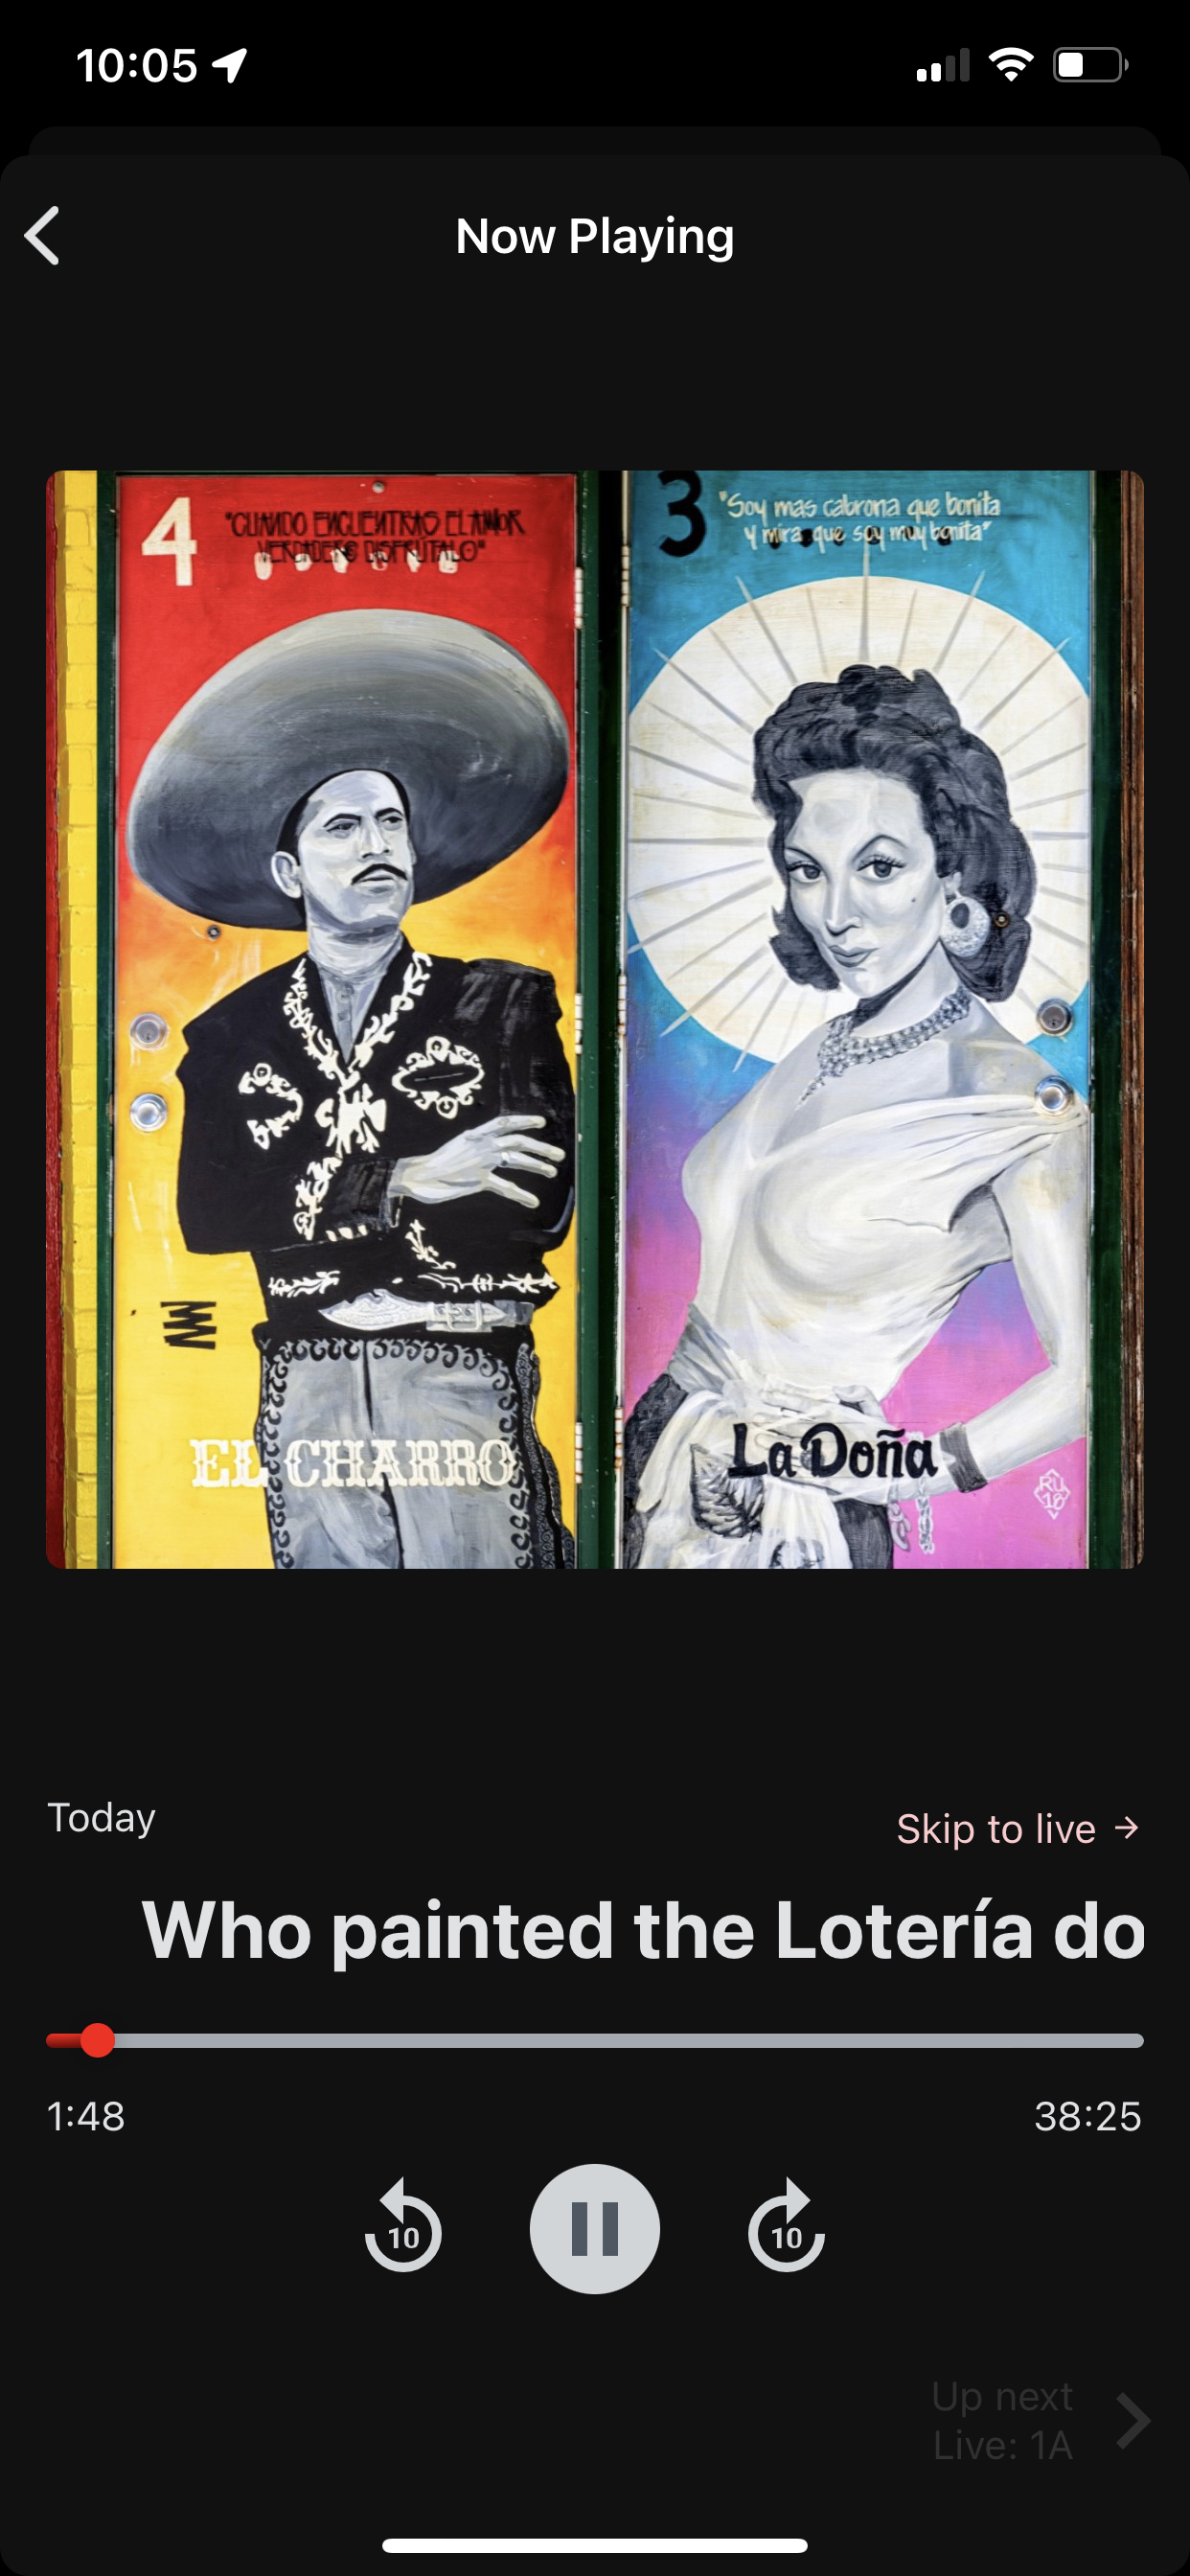 10:05
Now Playing
4
"CUANDO ENCUENTRAS EL AMOR
VERDADERO DISFRÚTALO"
3
"Soy mas cabrona que bonita
y mira que soy muy bonita"
EL CHARRO
La Doña
RU
18
Today
Skip to live →
Who painted the Lotería do
1:48
38:25
10
10
Up next
Live: 1A